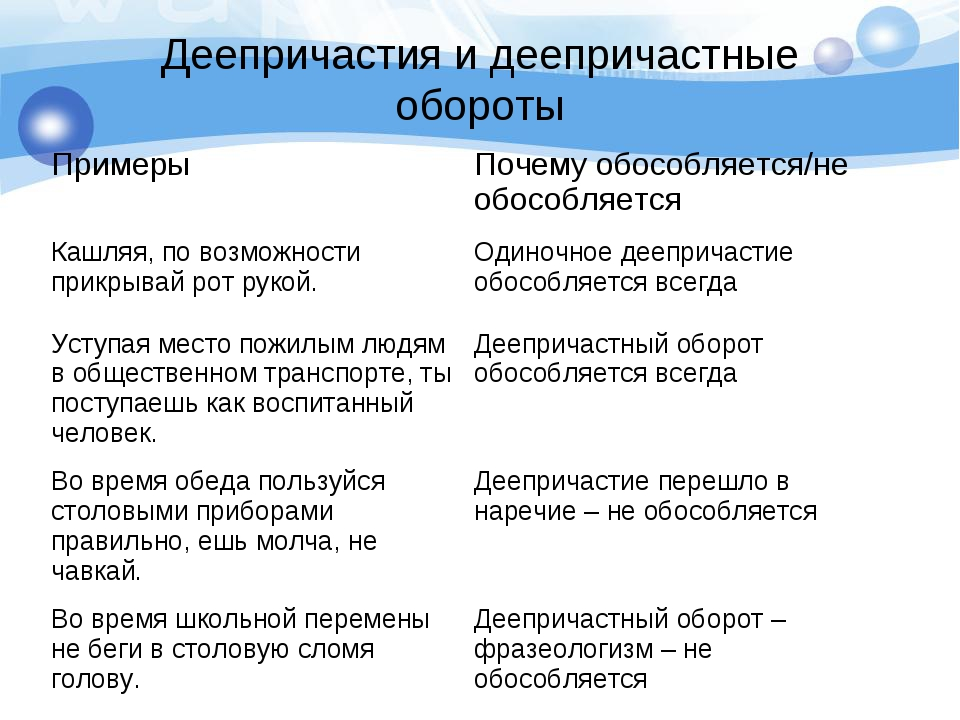 Деепричастия и деепричастные
обороты
Примеры
Почему обособляется/не
обособляется
Кашляя, по возможности
прикрывай рот рукой.
Одиночное деепричастие
обособляется всегда
Уступая место пожилым людям
в общественном транспорте, ты
поступаешь как воспитанный
человек.
Деепричастный оборот
обособляется всегда
Во время обеда пользуйся
столовыми приборами
правильно, ешь молча, не
чавкай.
Деепричастие перешло в
наречие – не обособляется
Во время школьной перемены
не беги в столовую сломя
голову.
Деепричастный оборот –
фразеологизм – не
обособляется